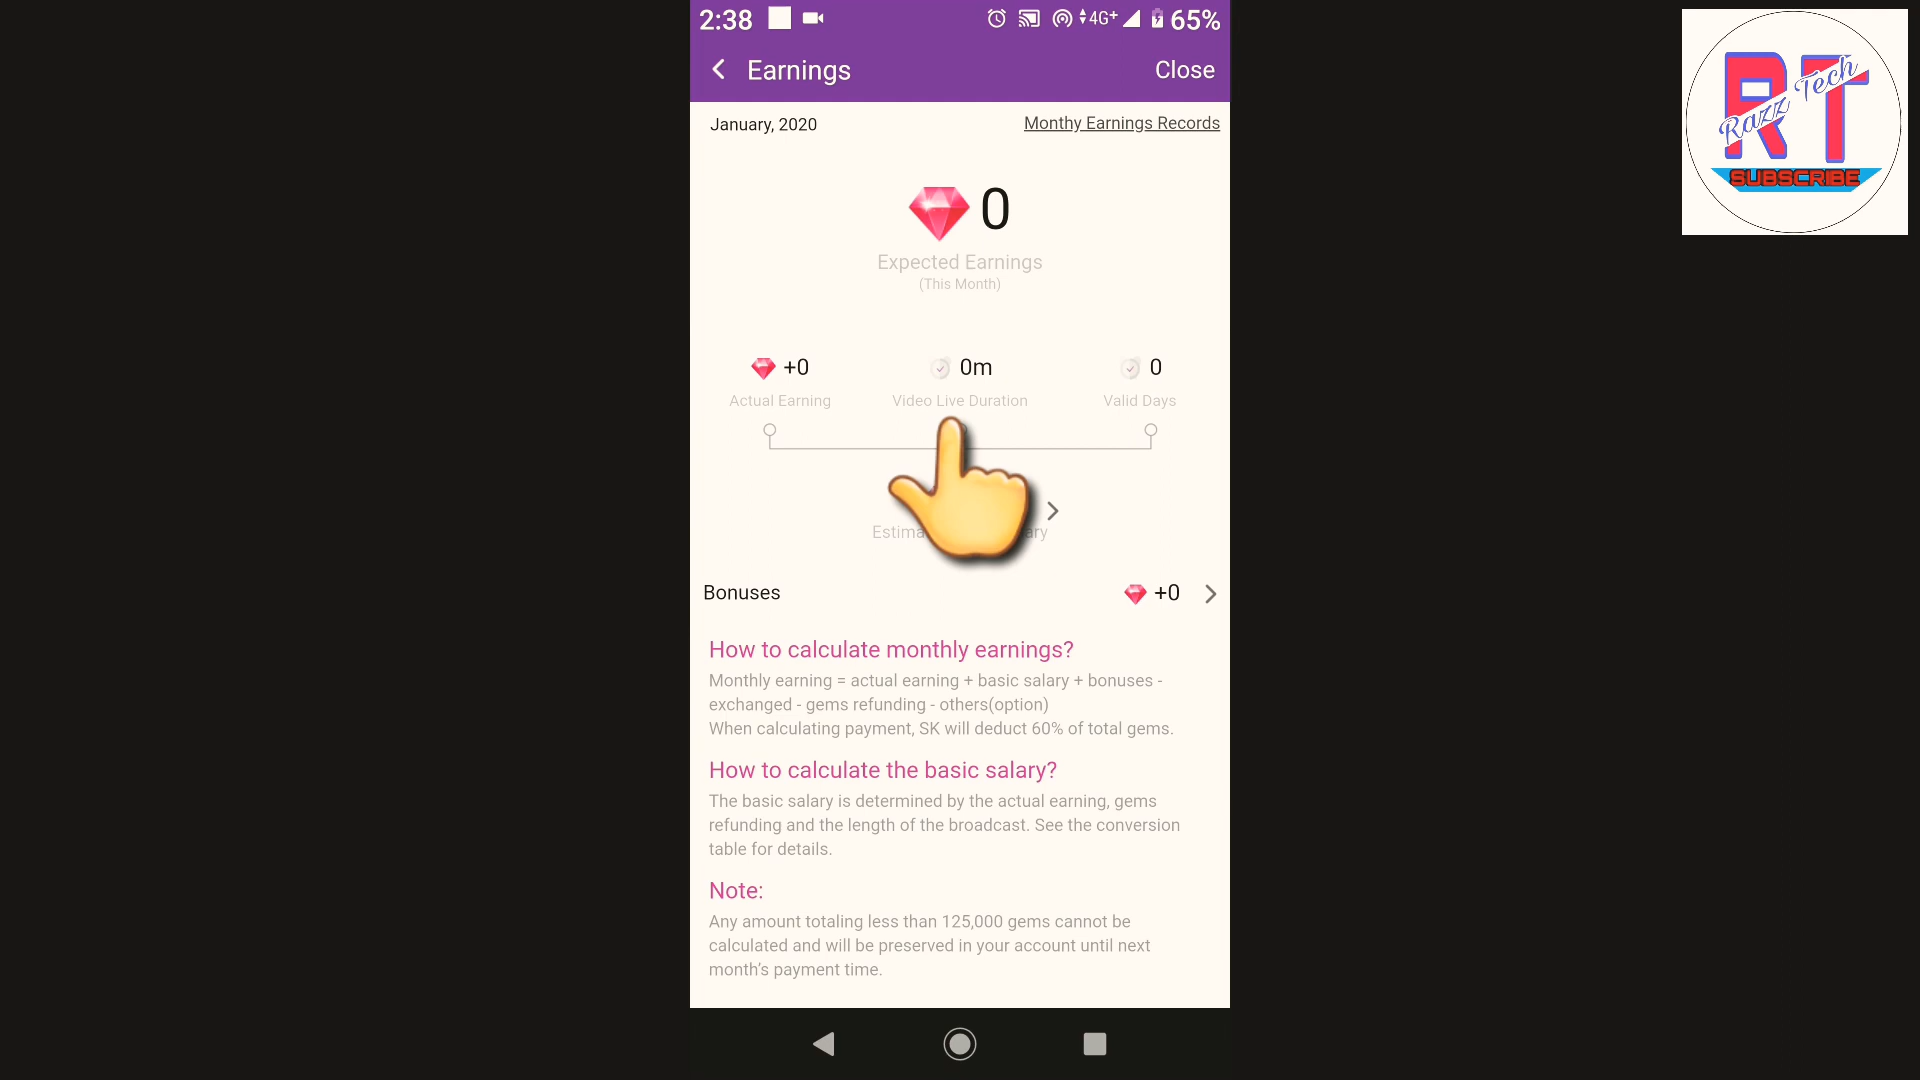 2:38
4G+
65%
Earnings
Close
January, 2020
Monthy Earnings Records
0
Expected Earnings
(This Month)
+0
0m
0
Actual Earning
Video Live Duration
Valid Days
Bonuses
+0
How to calculate monthly earnings?
Monthly earning = actual earning + basic salary + bonuses -
exchanged - gems refunding - others(option)
When calculating payment, SK will deduct 60% of total gems.
How to calculate the basic salary?
The basic salary is determined by the actual earning, gems
refunding and the length of the broadcast. See the conversion
table for details.
Note:
Any amount totaling less than 125,000 gems cannot be
calculated and will be preserved in your account until next
month's payment time.
RT
Razz Tech
SUBSCRIBE